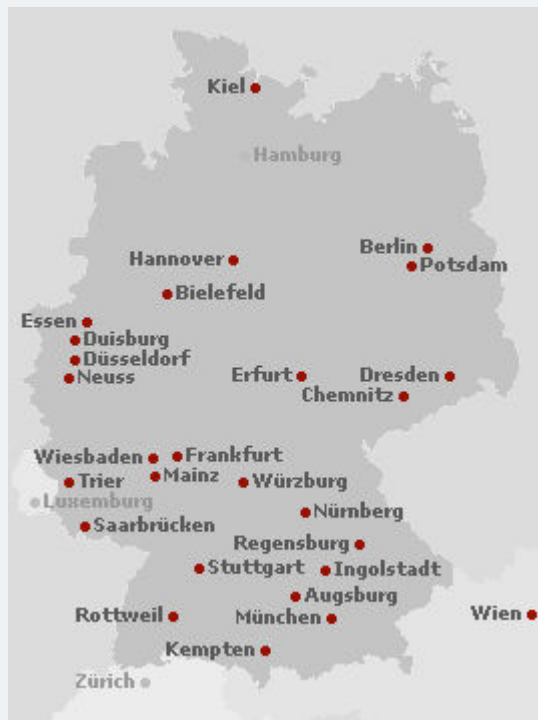 Kiel
Hamburg
Berlin
Hannover
Potsdam
Bielefeld
Essen
Duisburg
Düsseldorf
Neuss
Erfurt
Dresden
Chemnitz
Wiesbaden
Frankfurt
Mainz
Trier
Würzburg
Luxemburg
Nürnberg
Saarbrücken
Regensburg
Stuttgart
Ingolstadt
Augsburg
Rottweil
München
Wien
Kempten
Zürich